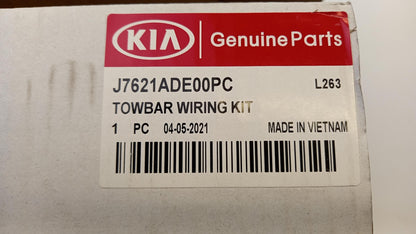 KIA Genuine Parts
J7621ADE00PC L263
TOWBAR WIRING KIT
1 PC 04-05-2021 MADE IN VIETNAM